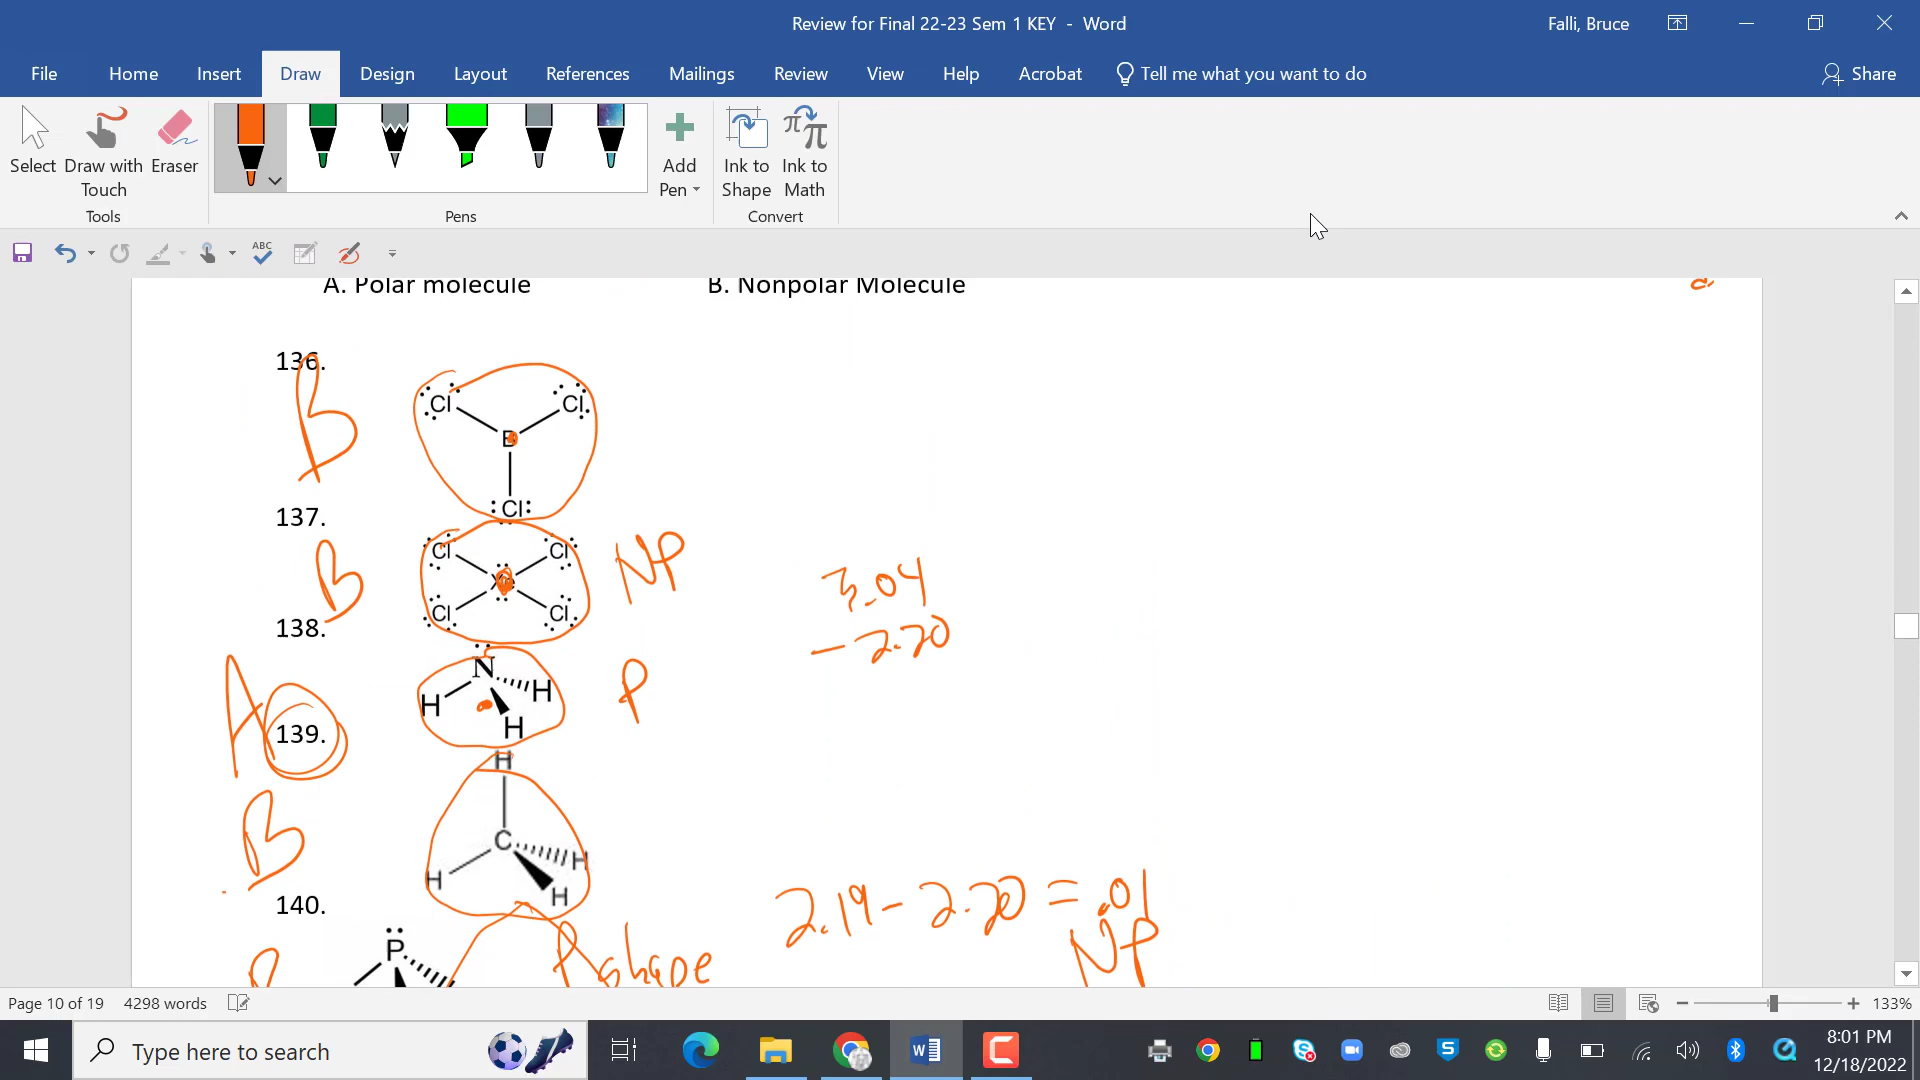 Review for Final 22-23 Sem 1 KEY - Word
Falli, Bruce
File Home Insert Draw Design Layout References Mailings Review View Help Acrobat Tell me what you want to do
Share
Select Draw with Touch Eraser
Add Pen
Ink to Shape Ink to Math
Tools
Pens
Convert
ABC
A. Polar molecule B. Nonpolar Molecule
136.
B
Cl Cl
B
Cl
137.
B
Cl Cl
NP
Cl Cl
3.04
- 2.20
138.
N
H H
H
P
A
139.
H
C
H H
H
B
140.
2.19 - 2.20 = .01
NP
P
P shape
Page 10 of 19 4298 words
133%
Type here to search
8:01 PM
12/18/2022